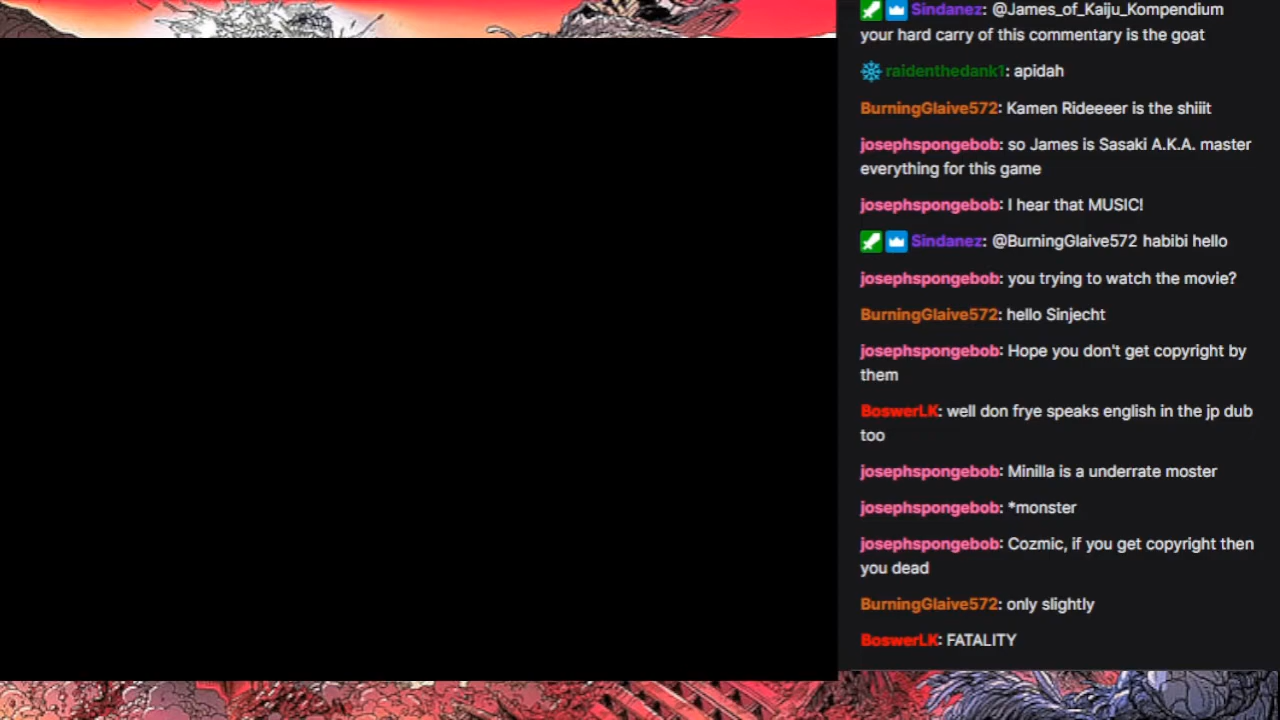 Sindanez: @James_of_Kaiju_Kompendium
your hard carry of this commentary is the goat
raidenthedank1: apidah
BurningGlaive572: Kamen Rideeeer is the shiiit
josephspongebob: so James is Sasaki A.K.A. master
everything for this game
josephspongebob: I hear that MUSIC!
Sindanez: @BurningGlaive572 habibi hello
josephspongebob: you trying to watch the movie?
BurningGlaive572: hello Sinjecht
josephspongebob: Hope you don't get copyright by
them
BoswerLK: well don frye speaks english in the jp dub
too
josephspongebob: Minilla is a underrate moster
josephspongebob: *monster
josephspongebob: Cozmic, if you get copyright then
you dead
BurningGlaive572: only slightly
BoswerLK: FATALITY